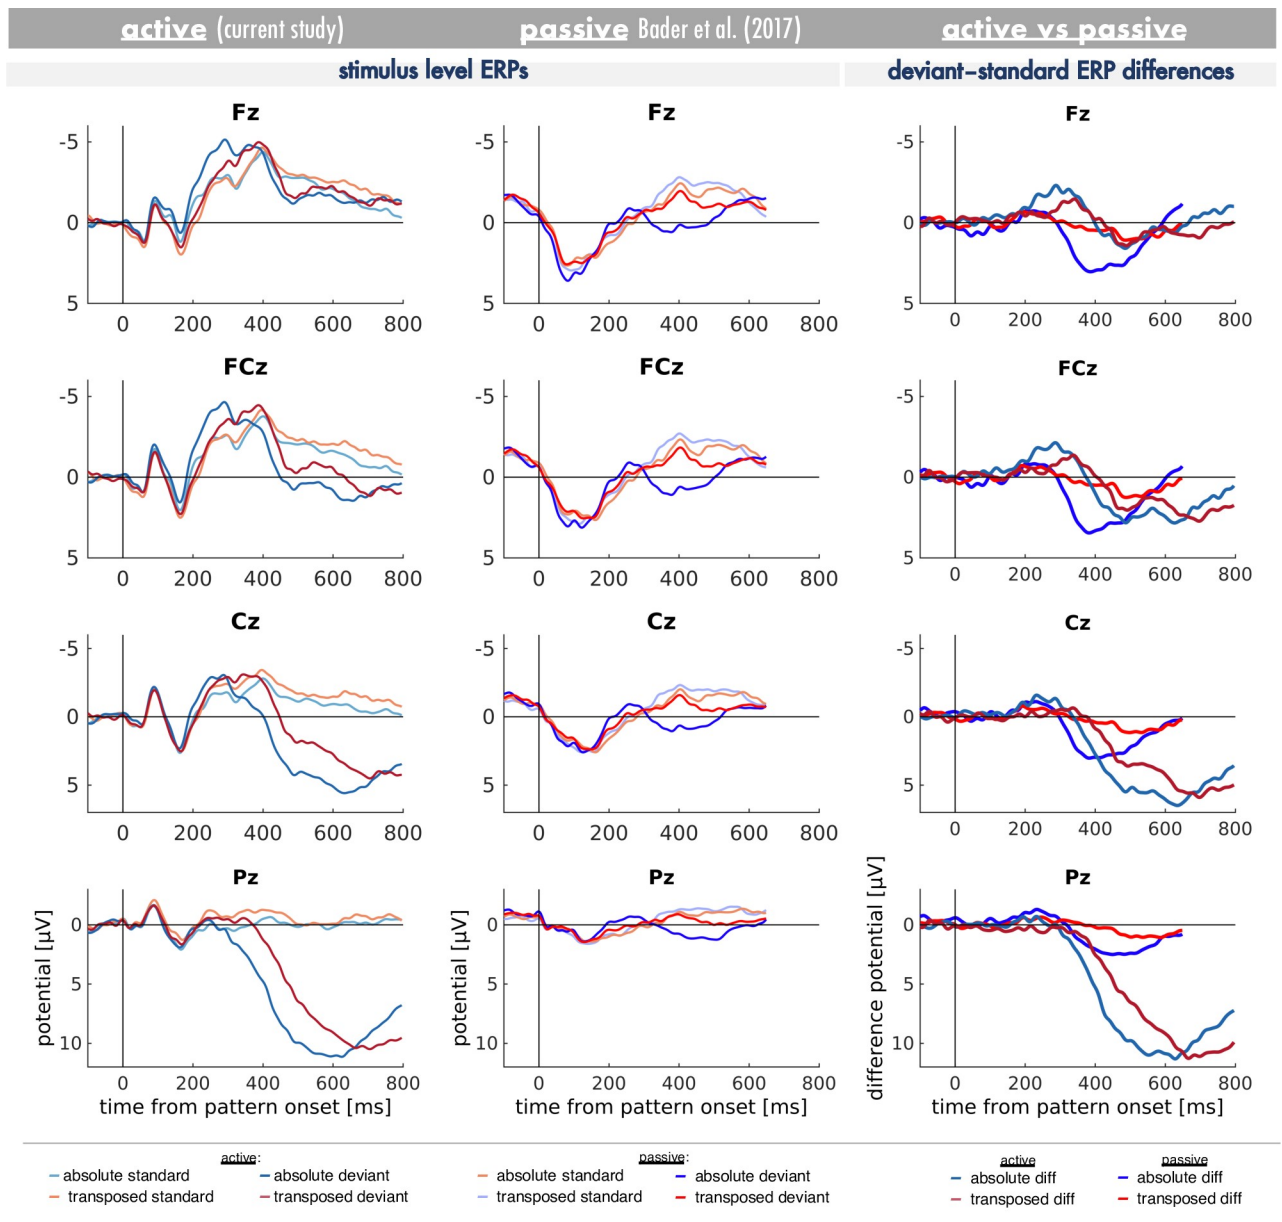 active (current study) passive Bader et al. (2017) active vs passive
stimulus level ERPs deviant–standard ERP differences
Fz Fz Fz
-5 -5 -5
0 0 0
5 5 5
0 200 400 600 800 0 200 400 600 800 0 200 400 600 800
FCz FCz FCz
-5 -5 -5
0 0 0
5 5 5
0 200 400 600 800 0 200 400 600 800 0 200 400 600 800
Cz Cz Cz
-5 -5 -5
0 0 0
5 5 5
0 200 400 600 800 0 200 400 600 800 0 200 400 600 800
Pz Pz Pz
0 0 0
5 5 5
10 10 10
potential [µV] potential [µV] difference potential [µV]
0 200 400 600 800 0 200 400 600 800 0 200 400 600 800
time from pattern onset [ms] time from pattern onset [ms] time from pattern onset [ms]
active: passive: active passive
absolute standard absolute deviant absolute standard absolute deviant absolute diff absolute diff
transposed standard transposed deviant transposed standard transposed deviant transposed diff transposed diff